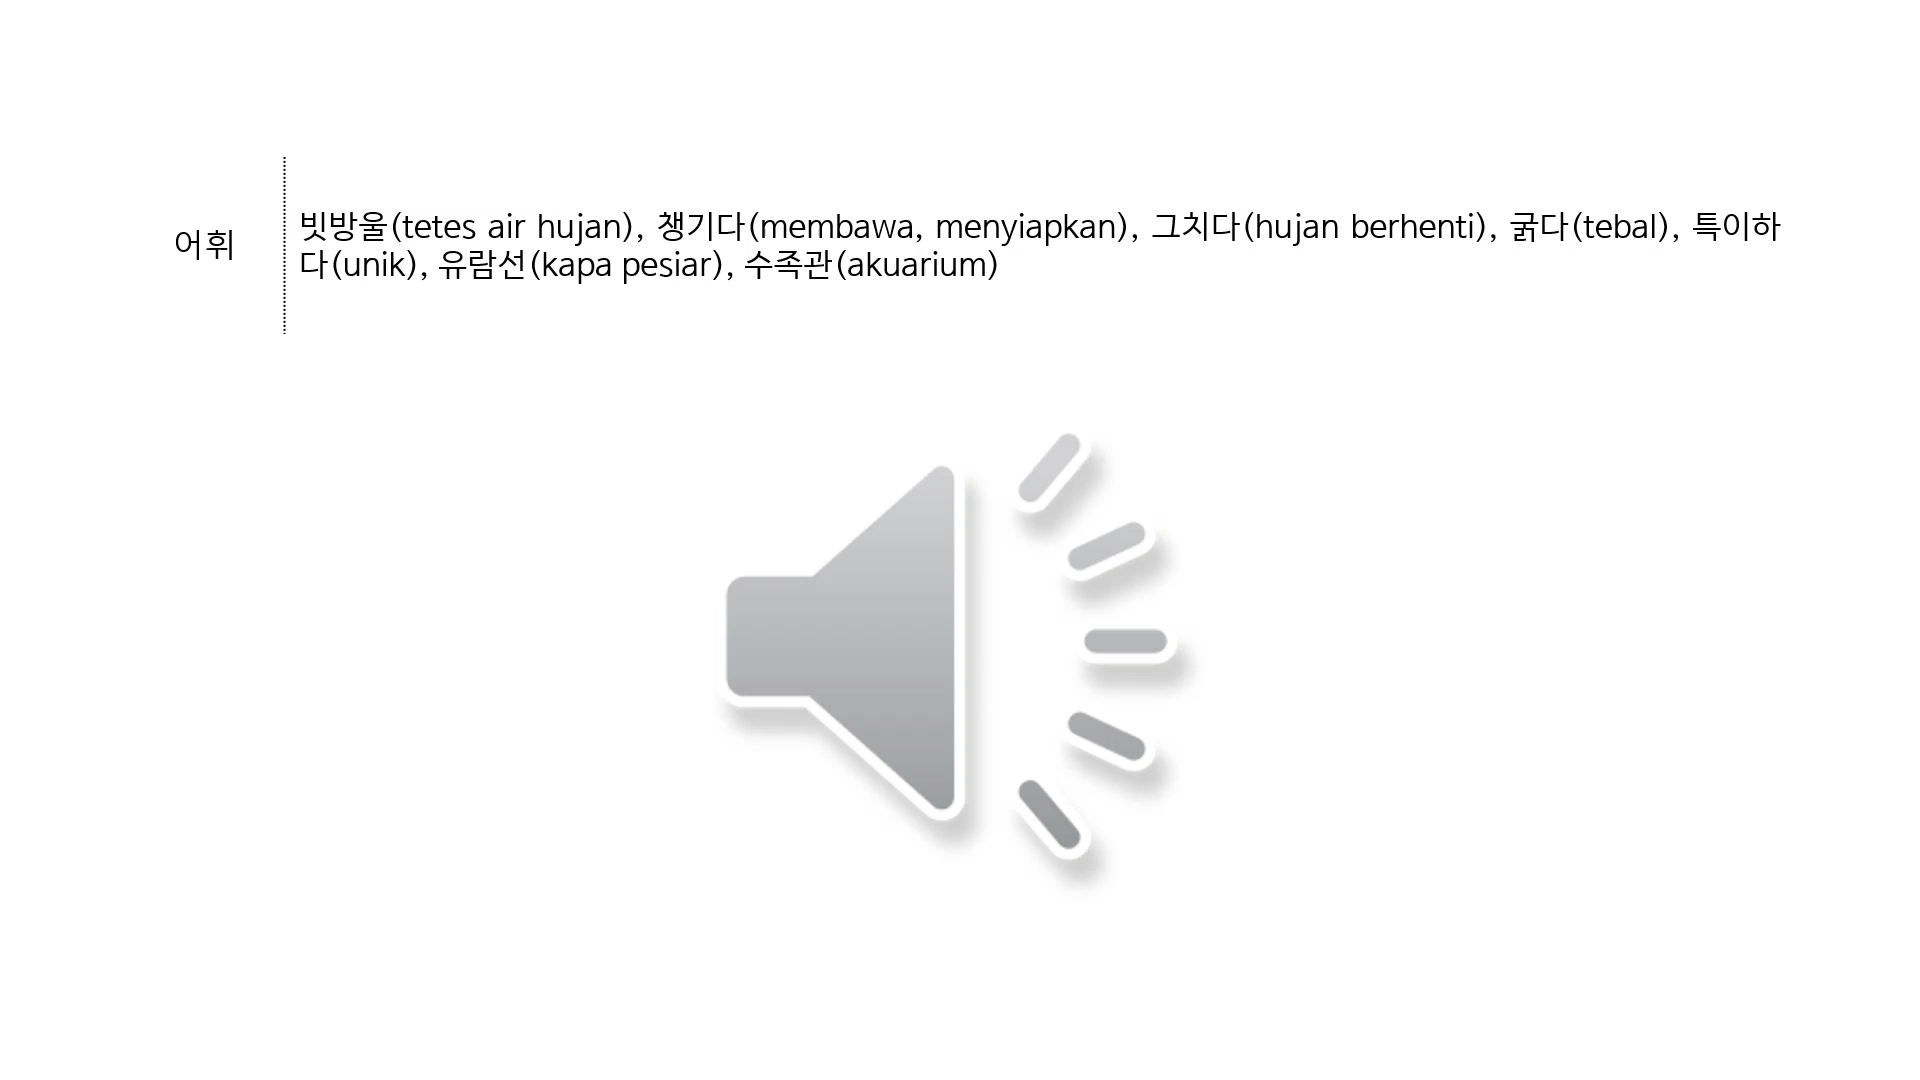 어휘
빗방울(tetes air hujan), 챙기다(membawa, menyiapkan), 그치다(hujan berhenti), 굵다(tebal), 특이하
다(unik), 유람선(kapa pesiar), 수족관(akuarium)